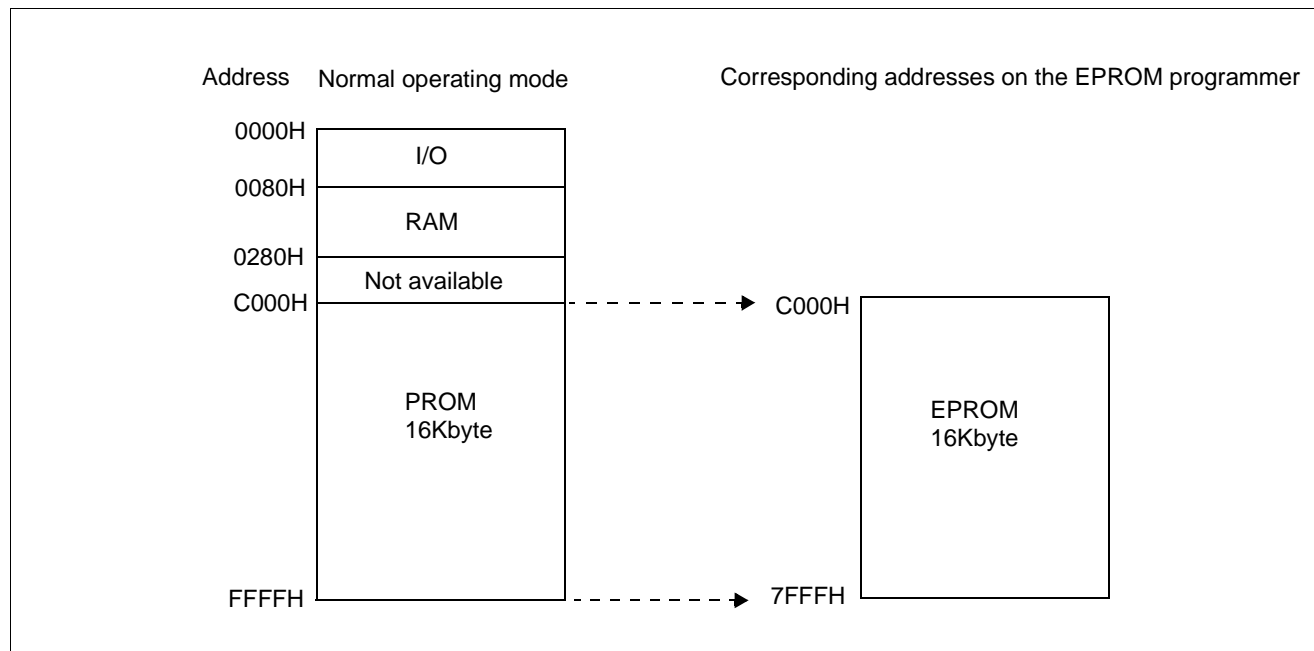 Address Normal operating mode Corresponding addresses on the EPROM programmer
0000H
I/O
0080H
RAM
0280H
Not available
C000H C000H
PROM
16Kbyte
EPROM
16Kbyte
FFFFH 7FFFH